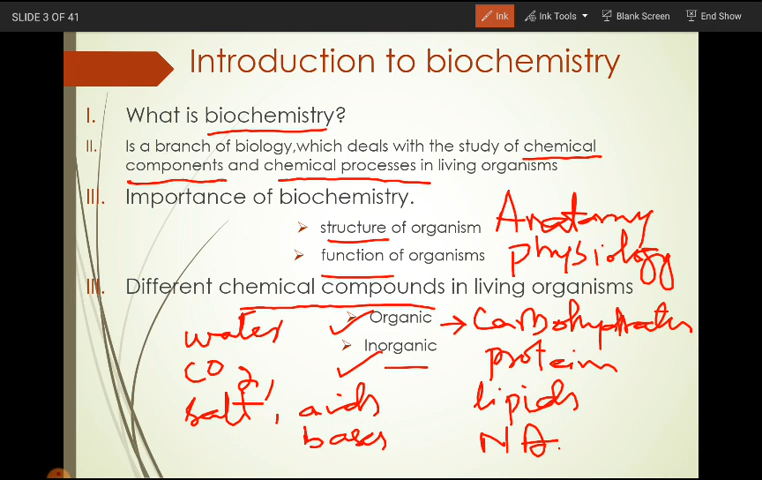 SLIDE 3 OF 41
Ink
Ink Tools
Blank Screen
End Show
Introduction to biochemistry
I. What is biochemistry?
II. Is a branch of biology,which deals with the study of chemical
components and chemical processes in living organisms
III. Importance of biochemistry.
structure of organism Anatomy
function of organisms physiology
III. Different chemical compounds in living organisms
water Organic → Carbohydrates
Inorganic proteins
CO2,
salt, acids lipids
bases NA.